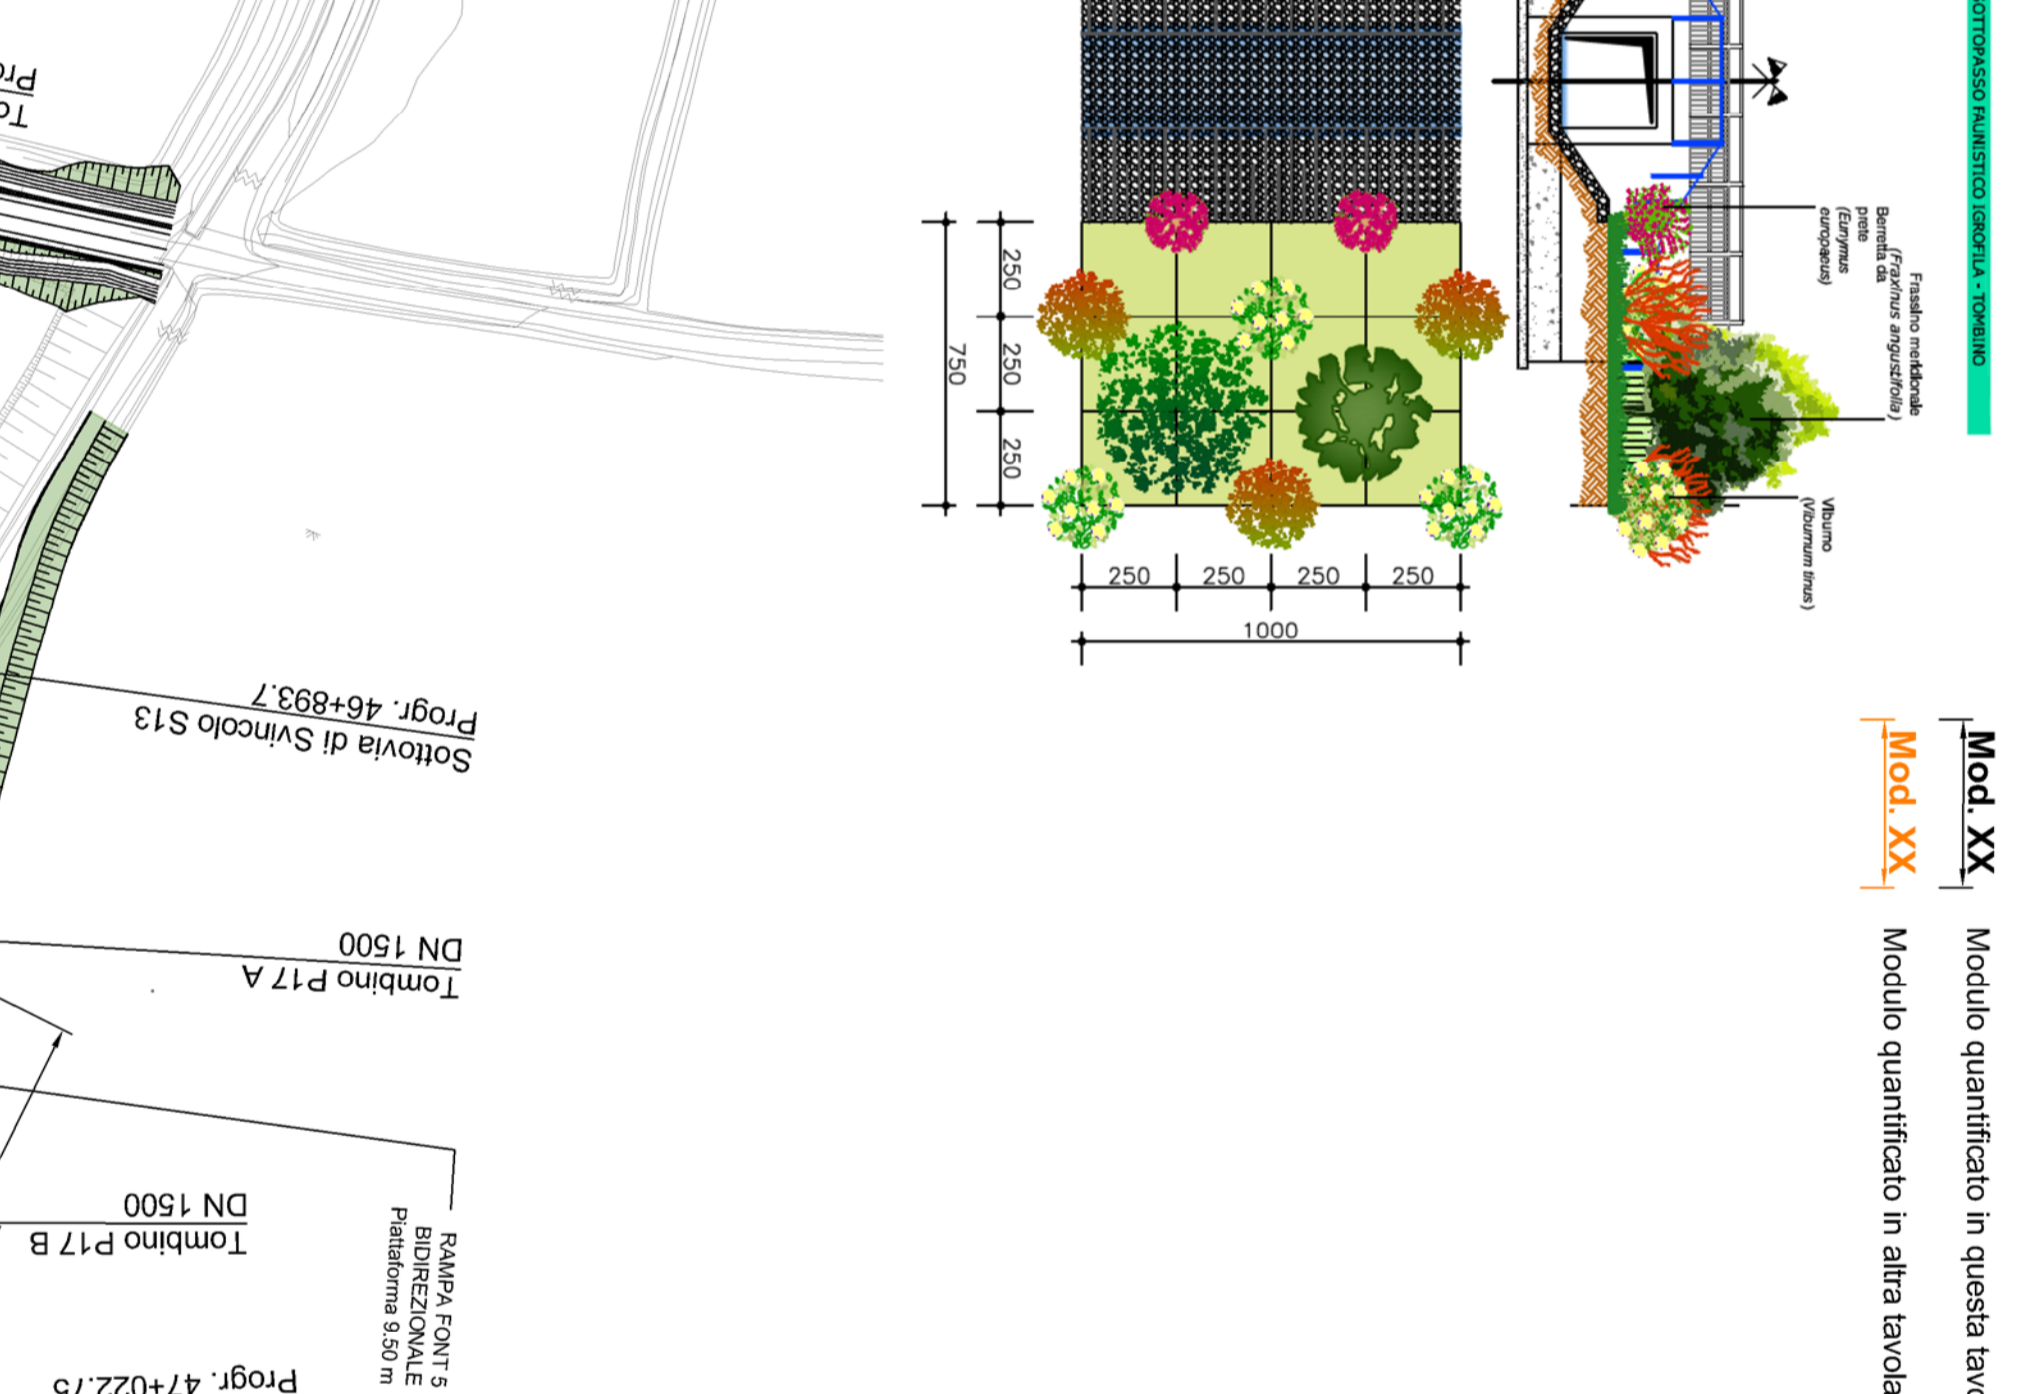 SOTTOPASSO FAUNISTICO IGROFILA - TOMBINO
Frassino meridionale
(Fraxinus angustifolia)
Berretta da
prete
(Eunymus
europaeus)
Viburno
(Viburnum tinus)
250
250
250
750
250
250
250
250
1000
Mod. XX
Modulo quantificato in questa
Mod. XX
Modulo quantificato in altra tavola
Progr. 46+893.7
Sottovia di Svincolo S13
DN 1500
Tombino P17 A
DN 1500
Tombino P17 B
RAMPA FONT 5
BIDIREZIONALE
Piattaforma 9.50 m
Progr. 47+022.75